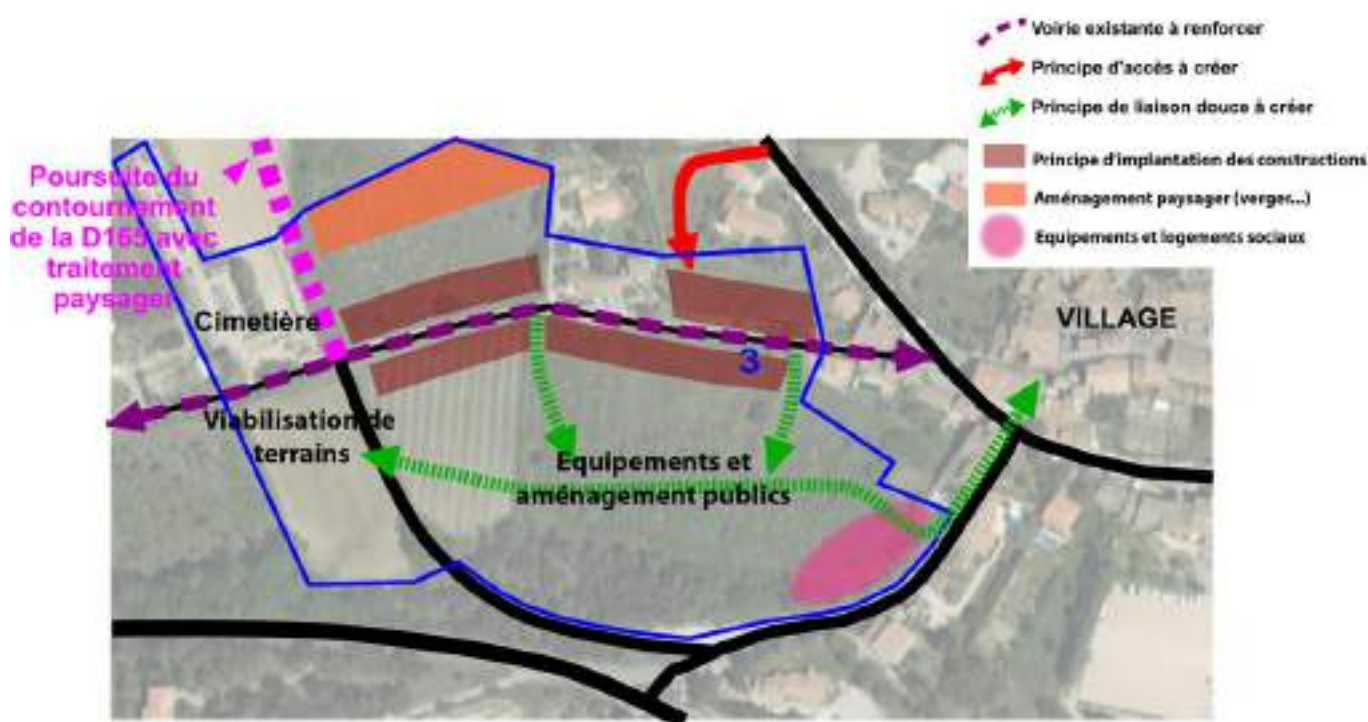 Voirie existante à renforcer
Principe d'accès à créer
Principe de liaison douce à créer
Principe d'implantation des constrctions
Aménagement paysager (verger...)
Equipements et logements sociaux
Poursuite du
contournement
de la D165 avec
traitement
paysager
Cimetière
VILLAGE
3
Viabilisation de
terrains
Equipements et
aménagement publics